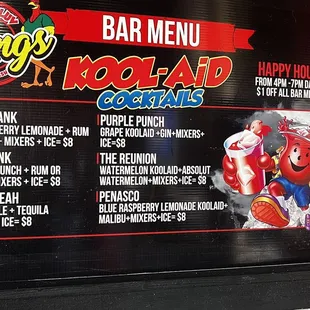 BAR MENU
KOOL-AID
COCKTAILS
HAPPY HOU
FROM 4PM -7PM DA
$1 OFF ALL BAR ME
ANK
ERRY LEMONADE + RUM
+ MIXERS + ICE= $8
NK
UNCH + RUM OR
IXERS + ICE= $8
EAH
LE + TEQUILA
+ ICE= $8
PURPLE PUNCH
GRAPE KOOLAID +GIN+MIXERS+
ICE= $8
THE REUNION
WATERMELON KOOLAID+ABSOLUT
WATERMELON+MIXERS+ICE= $8
PENASCO
BLUE RASPBERRY LEMONADE KOOLAID+
MALIBU+MIXERS+ICE= $8